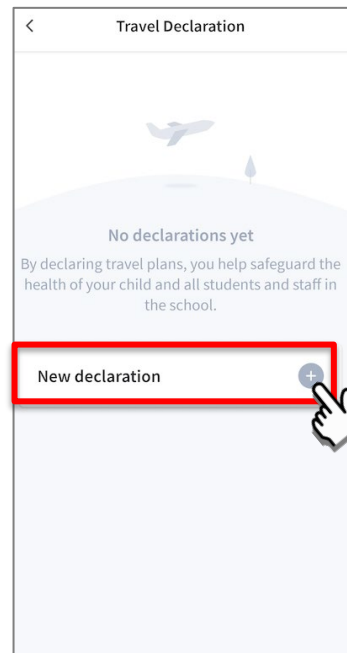 Travel Declaration
No declarations yet
By declaring travel plans, you help safeguard the
health of your child and all students and staff in
the school.
New declaration